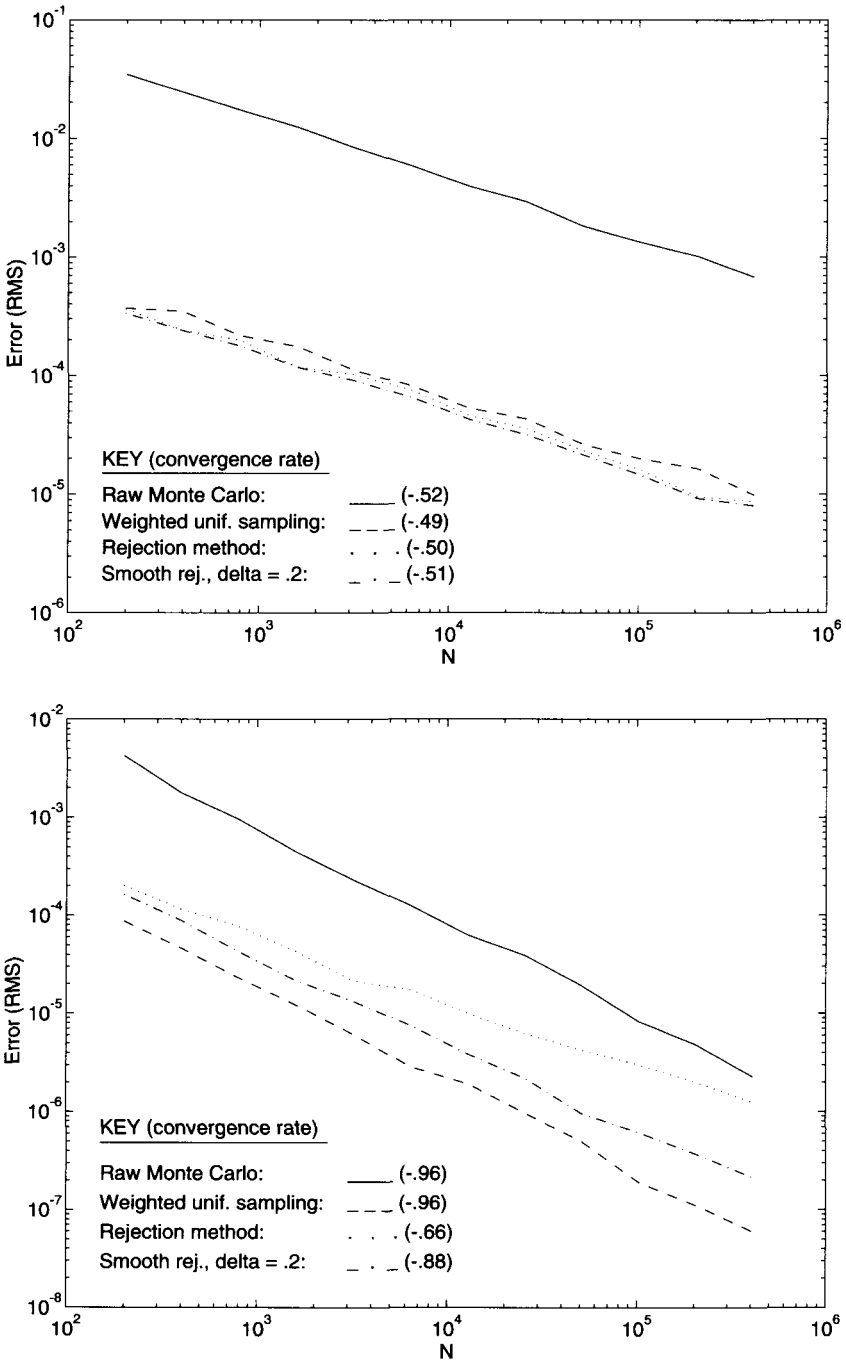 10^-1
10^-2
10^-3
10^-4
10^-5
10^-6
Error (RMS)
KEY (convergence rate)
Raw Monte Carlo: (-.52)
Weighted unif. sampling: (-.49)
Rejection method: (-.50)
Smooth rej., delta = .2: (-.51)
10^2 10^3 10^4 10^5 10^6
N
10^-2
10^-3
10^-4
10^-5
10^-6
10^-7
10^-8
Error (RMS)
KEY (convergence rate)
Raw Monte Carlo: (-.96)
Weighted unif. sampling: (-.96)
Rejection method: (-.66)
Smooth rej., delta = .2: (-.88)
10^2 10^3 10^4 10^5 10^6
N